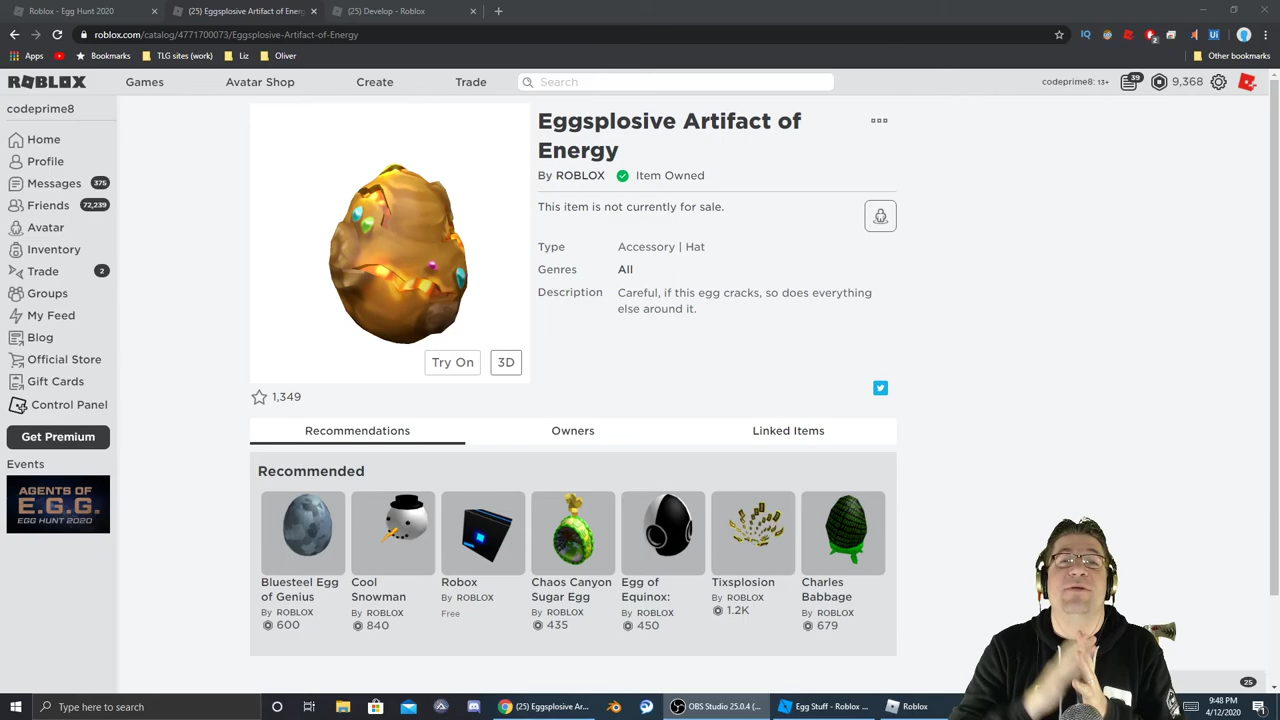 Roblox - Egg Hunt 2020
(25) Eggsplosive Artifact of Energ
(25) Develop - Roblox
roblox.com/catalog/4771700073/Eggsplosive-Artifact-of-Energy
Apps
Bookmarks
TLG sites (work)
Liz
Oliver
Other bookmarks
ROBLOX
Games
Avatar Shop
Create
Trade
Search
codeprime8: 13+
39
9,368
codeprime8
Home
Profile
Messages 375
Friends 72,239
Avatar
Inventory
Trade 2
Groups
My Feed
Blog
Official Store
Gift Cards
Control Panel
Get Premium
Events
AGENTS OF
E.G.G.
EGG HUNT 2020
Eggsplosive Artifact of
Energy
By ROBLOX Item Owned
This item is not currently for sale.
Type Accessory | Hat
Genres All
Description Careful, if this egg cracks, so does everything
else around it.
Try On
3D
1,349
Recommendations
Owners
Linked Items
Recommended
Bluesteel Egg
of Genius
By ROBLOX
600
Cool
Snowman
By ROBLOX
840
Robox
By ROBLOX
Free
Chaos Canyon
Sugar Egg
By ROBLOX
435
Egg of
Equinox:
By ROBLOX
450
Tixsplosion
By ROBLOX
1.2K
Charles
Babbage
By ROBLOX
679
25
Type here to search
(25) Eggsplosive Ar...
OBS Studio 25.0.4 (...
Egg Stuff - Roblox ...
Roblox
9:48 PM
4/12/2020